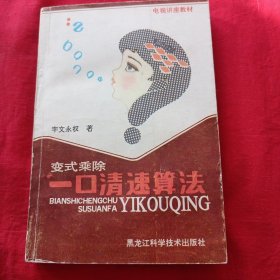 电视讲座教材
宇文永权 著
变式乘除
一口清速算法
BIANSHICHENGCHU
SUSUANFA YIKOUQING
黑龙江科学技术出版社